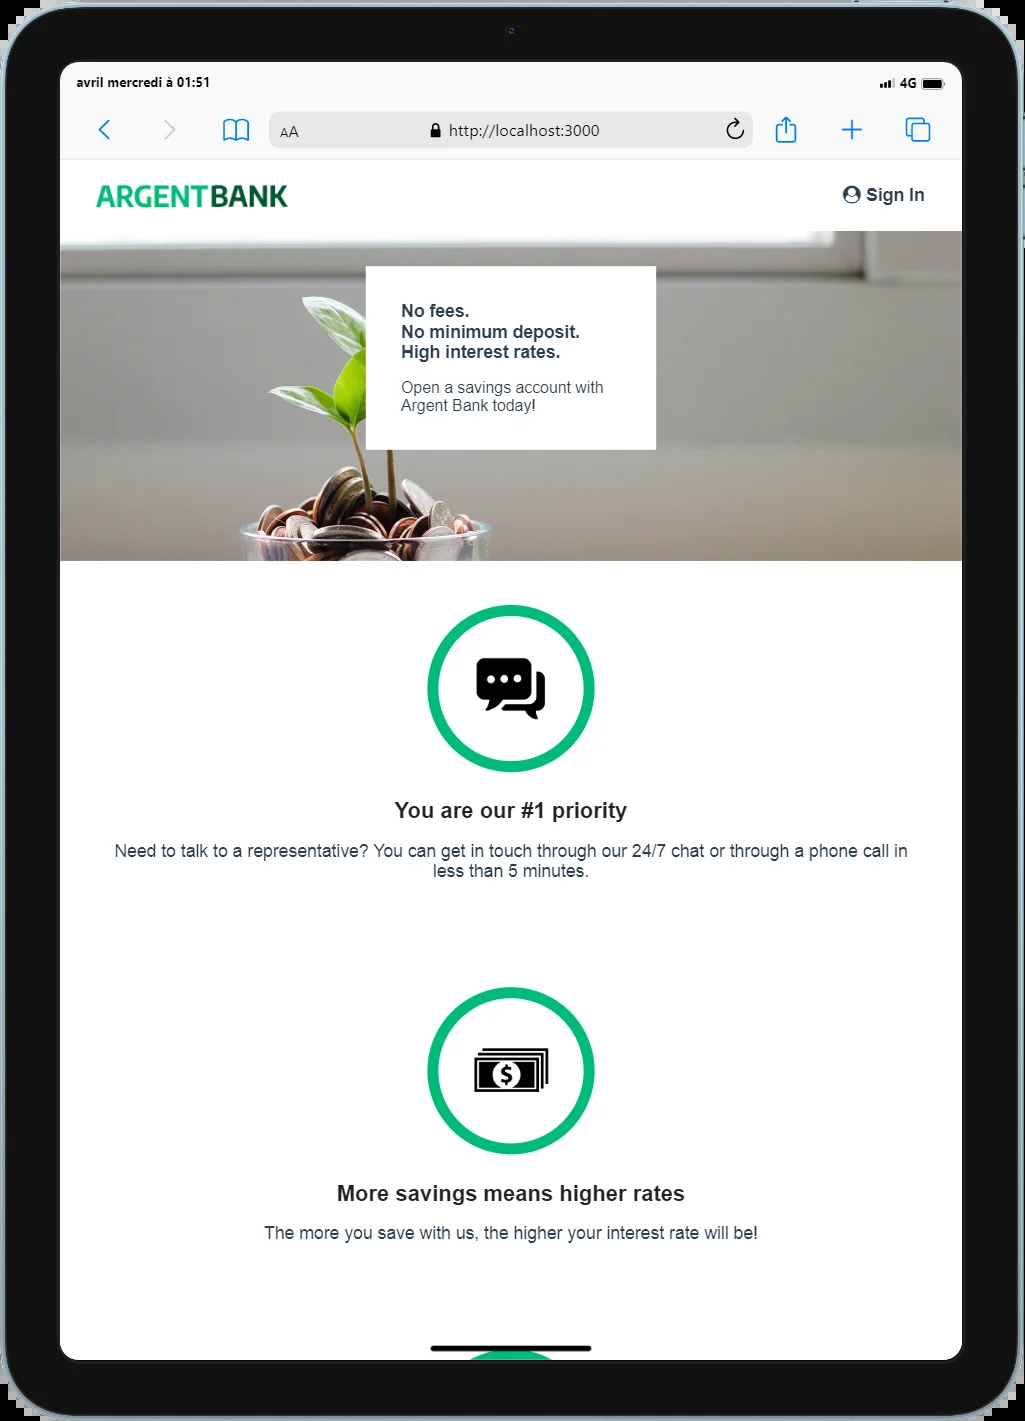 avril mercredi à 01:51
4G
AA
http://localhost:3000
ARGENTBANK
Sign In
No fees.
No minimum deposit.
High interest rates.
Open a savings account with
Argent Bank today!
You are our #1 priority
Need to talk to a representative? You can get in touch through our 24/7 chat or through a phone call in
less than 5 minutes.
$
More savings means higher rates
The more you save with us, the higher your interest rate will be!